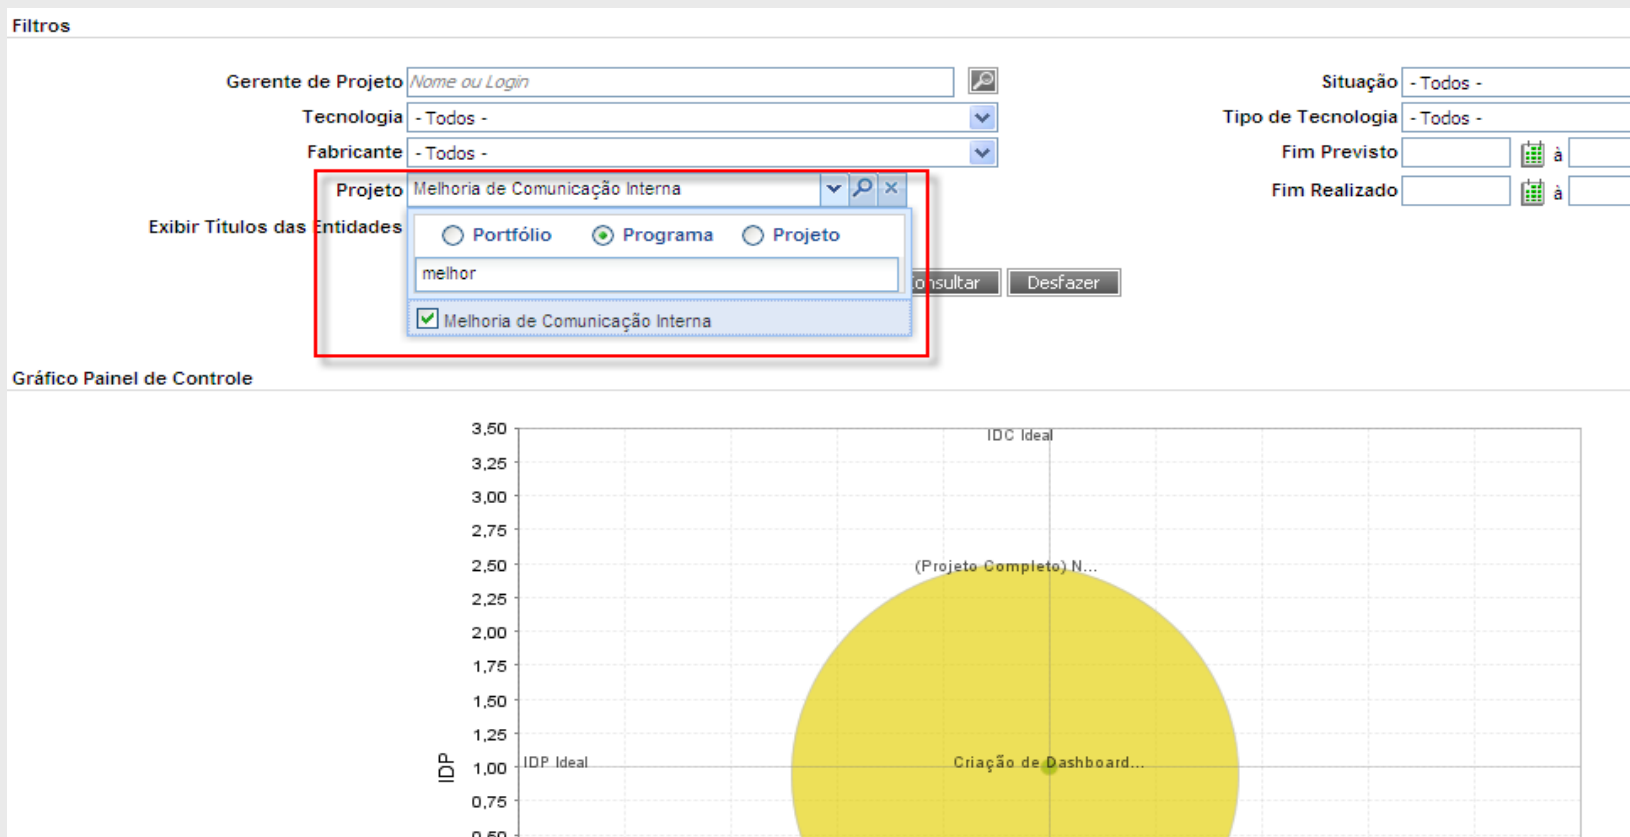 Filtros
Gerente de Projeto Nome ou Login Situação - Todos -
Tecnologia - Todos - Tipo de Tecnologia - Todos -
Fabricante - Todos - Fim Previsto à
Projeto Melhoria de Comunicação Interna Fim Realizado à
Exibir Títulos das Entidades Portfólio Programa Projeto
melhor
onsultar Desfazer
Melhoria de Comunicação Interna
Gráfico Painel de Controle
3,50 IDC Ideal
3,25
3,00
2,75
2,50 (Projeto Completo) N...
2,25
2,00
1,75
1,50
1,25
IDP
1,00 IDP Ideal Criação de Dashboard...
0,75
0,50